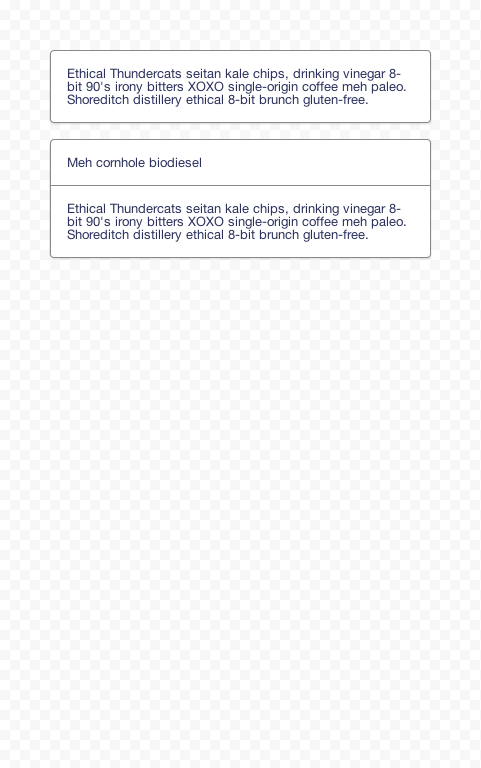 Ethical Thundercats seitan kale chips, drinking vinegar 8-
bit 90's irony bitters XOXO single-origin coffee meh paleo.
Shoreditch distillery ethical 8-bit brunch gluten-free.
Meh cornhole biodiesel
Ethical Thundercats seitan kale chips, drinking vinegar 8-
bit 90's irony bitters XOXO single-origin coffee meh paleo.
Shoreditch distillery ethical 8-bit brunch gluten-free.